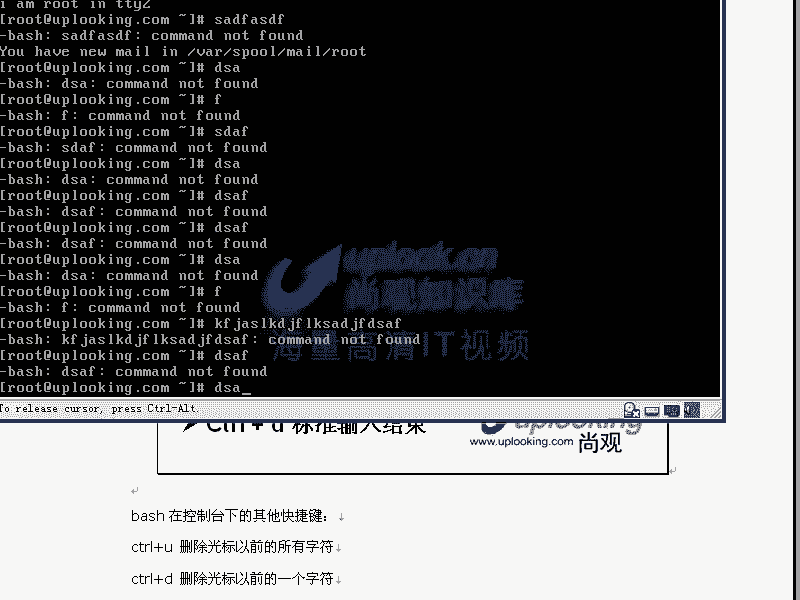 i am root in tty2
[root@uplooking.com ~]# sadfasdf
-bash: sadfasdf: command not found
You have new mail in /var/spool/mail/root
[root@uplooking.com ~]# dsa
-bash: dsa: command not found
[root@uplooking.com ~]# f
-bash: f: command not found
[root@uplooking.com ~]# sdaf
-bash: sdaf: command not found
[root@uplooking.com ~]# dsa
-bash: dsa: command not found
[root@uplooking.com ~]# dsaf
-bash: dsaf: command not found
[root@uplooking.com ~]# dsaf
-bash: dsaf: command not found
[root@uplooking.com ~]# dsa
-bash: dsa: command not found
[root@uplooking.com ~]# f
-bash: f: command not found
[root@uplooking.com ~]# kfjaslkdjflksadjfdsaf
-bash: kfjaslkdjflksadjfdsaf: command not found
[root@uplooking.com ~]# dsaf
-bash: dsaf: command not found
[root@uplooking.com ~]# dsa_
uplook.cn
尚观知识库
海量高清IT视频
To release cursor, press Ctrl-Alt.
Ctrl + d 标准输入结束
uplooking
www.uplooking.com 尚观
bash 在控制台下的其他快捷键：
ctrl+u 删除光标以前的所有字符
ctrl+d 删除光标以前的一个字符